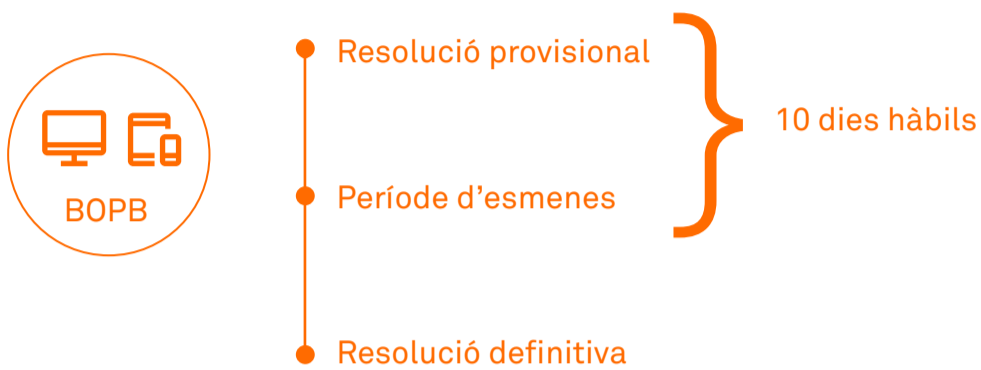 BOPB
Resolució provisional
Període d’esmenes
Resolució definitiva
10 dies hàbils